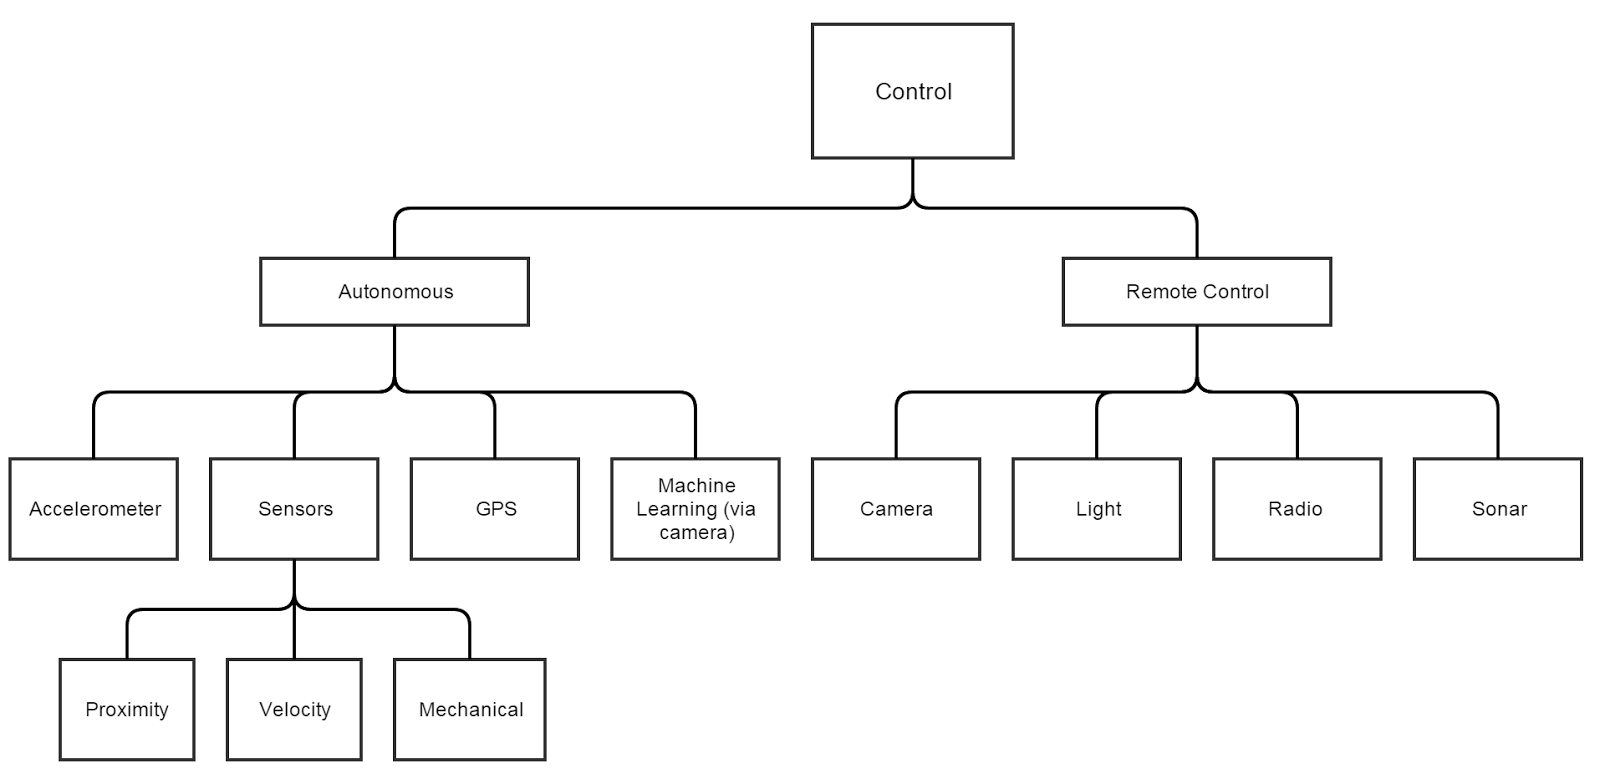 Control
Autonomous
Remote Control
Accelerometer
Sensors
GPS
Machine
Learning (via
camera)
Camera
Light
Radio
Sonar
Proximity
Velocity
Mechanical